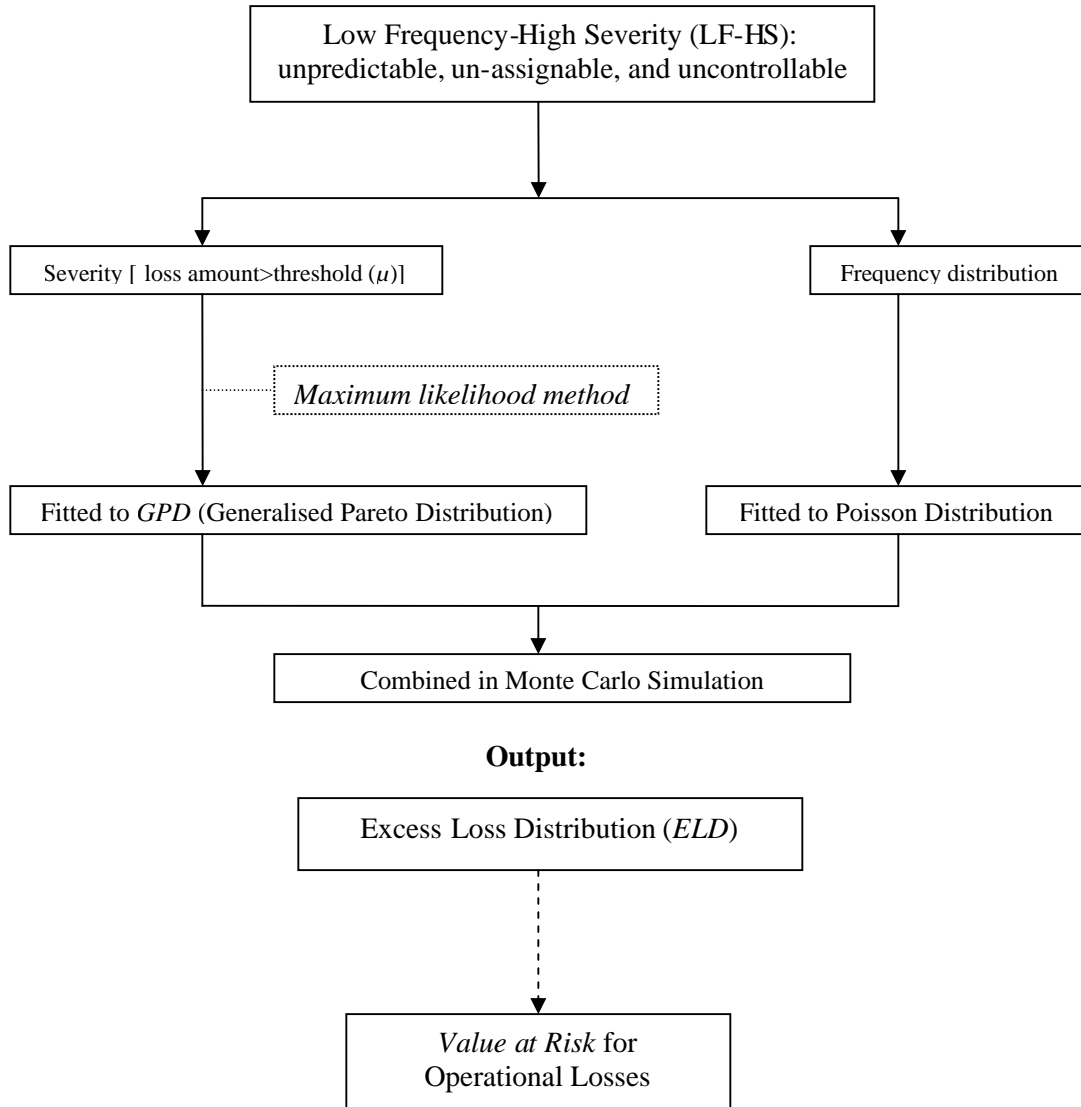 Low Frequency-High Severity (LF-HS):
unpredictable, un-assignable, and uncontrollable
Severity [ loss amount>threshold (µ)]
Frequency distribution
Maximum likelihood method
Fitted to GPD (Generalised Pareto Distribution)
Fitted to Poisson Distribution
Combined in Monte Carlo Simulation
Output:
Excess Loss Distribution (ELD)
Value at Risk for
Operational Losses